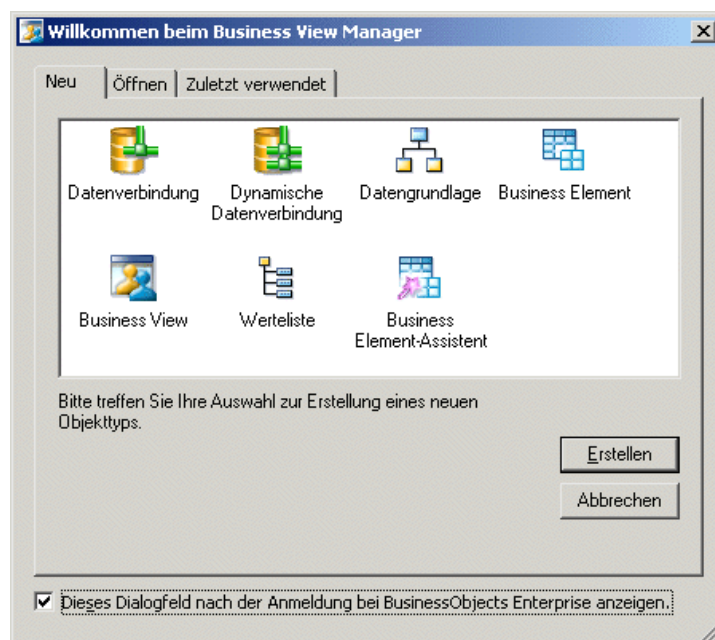 Willkommen beim Business View Manager
Neu
Öffnen
Zuletzt verwendet
Datenverbindung
Dynamische
Datenverbindung
Datengrundlage
Business Element
Business View
Werteliste
Business
Element-Assistent
Bitte treffen Sie Ihre Auswahl zur Erstellung eines neuen
Objekttyps.
Erstellen
Abbrechen
Dieses Dialogfeld nach der Anmeldung bei BusinessObjects Enterprise anzeigen.